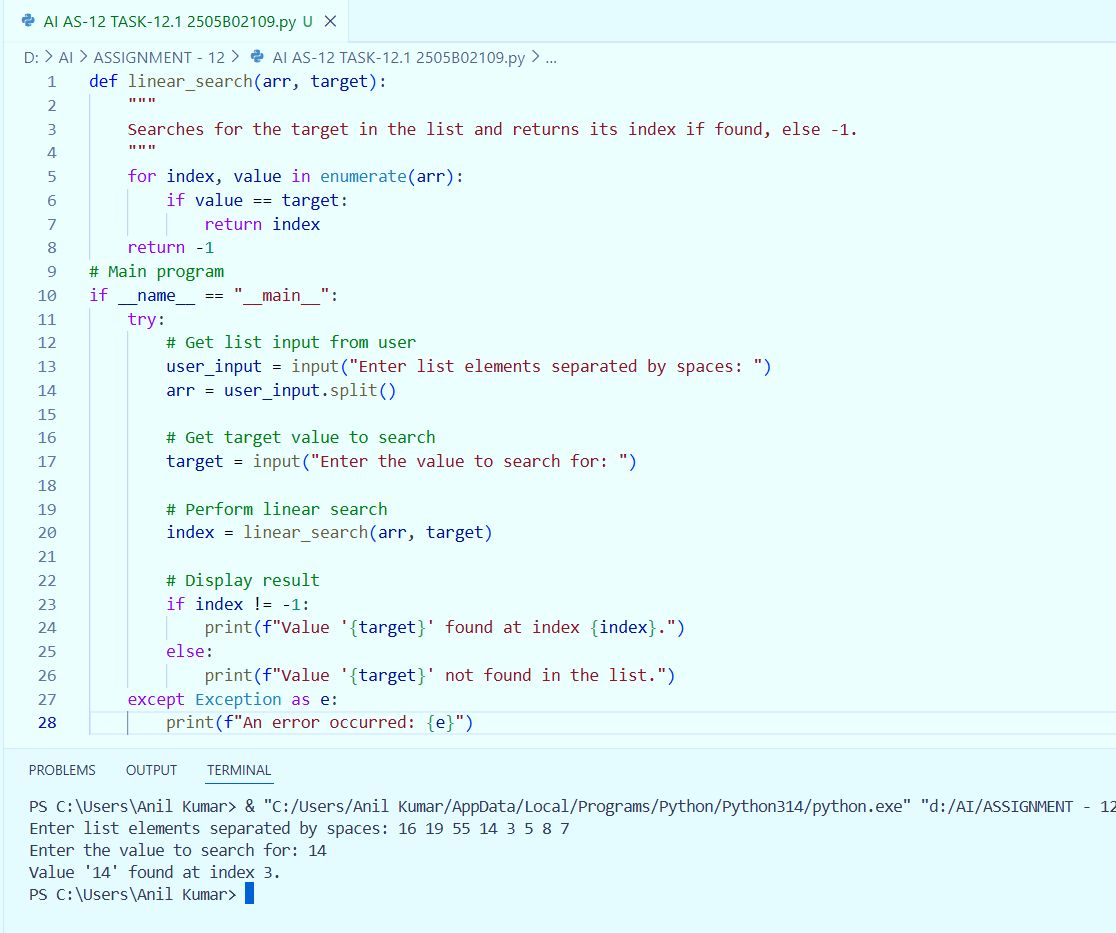 AI AS-12 TASK-12.1 2505B02109.py U
D: > AI > ASSIGNMENT - 12 > AI AS-12 TASK-12.1 2505B02109.py > ...
1 def linear_search(arr, target):
2     """
3     Searches for the target in the list and returns its index if found, else -1.
4     """
5     for index, value in enumerate(arr):
6         if value == target:
7             return index
8     return -1
9 # Main program
10 if __name__ == "__main__":
11     try:
12         # Get list input from user
13         user_input = input("Enter list elements separated by spaces: ")
14         arr = user_input.split()
15
16         # Get target value to search
17         target = input("Enter the value to search for: ")
18
19         # Perform linear search
20         index = linear_search(arr, target)
21
22         # Display result
23         if index != -1:
24             print(f"Value '{target}' found at index {index}.")
25         else:
26             print(f"Value '{target}' not found in the list.")
27     except Exception as e:
28         print(f"An error occurred: {e}")
PROBLEMS OUTPUT TERMINAL
PS C:\Users\Anil Kumar> & "C:/Users/Anil Kumar/AppData/Local/Programs/Python/Python314/python.exe" "d:/AI/ASSIGNMENT - 12
Enter list elements separated by spaces: 16 19 55 14 3 5 8 7
Enter the value to search for: 14
Value '14' found at index 3.
PS C:\Users\Anil Kumar>